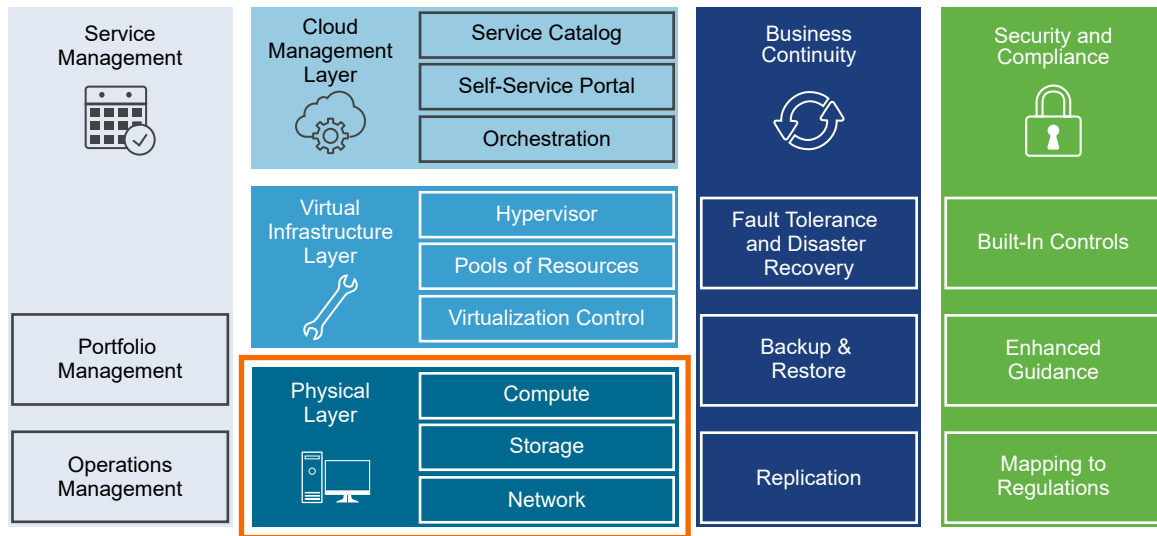 Service
Management
Portfolio
Management
Operations
Management
Cloud
Management
Layer
Service Catalog
Self-Service Portal
Orchestration
Virtual
Infrastructure
Layer
Hypervisor
Pools of Resources
Virtualization Control
Physical
Layer
Compute
Storage
Network
Business
Continuity
Fault Tolerance
and Disaster
Recovery
Backup &
Restore
Replication
Security and
Compliance
Built-In Controls
Enhanced
Guidance
Mapping to
Regulations